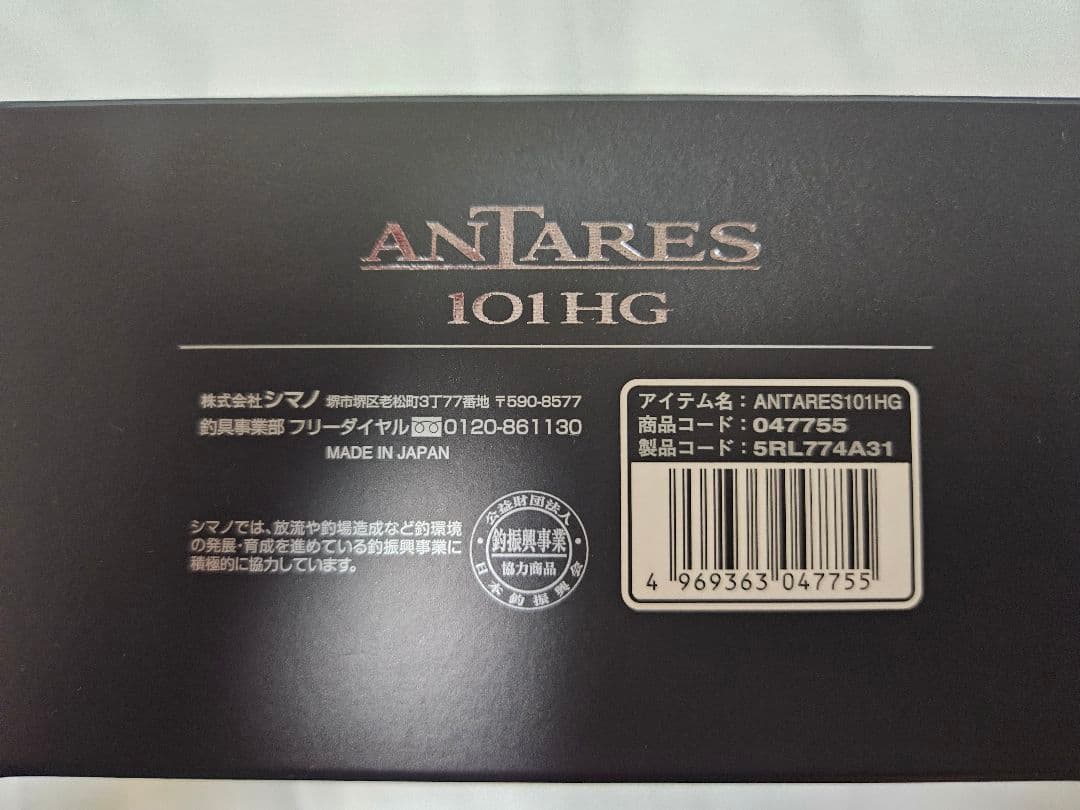 ANTARES
101HG
株式会社シマノ 堺市堺区老松町3丁77番地 〒590-8577
釣具事業部 フリーダイヤル 0120-861130
MADE IN JAPAN
シマノでは、放流や釣場造成など釣環境
の発展・育成を進めている釣振興事業に
積極的に協力しています。
公益財団法人
釣振興事業
協力商品
日本釣振興会
アイテム名：ANTARES101HG
商品コード：047755
製品コード：5RL774A31
4 969363 047755